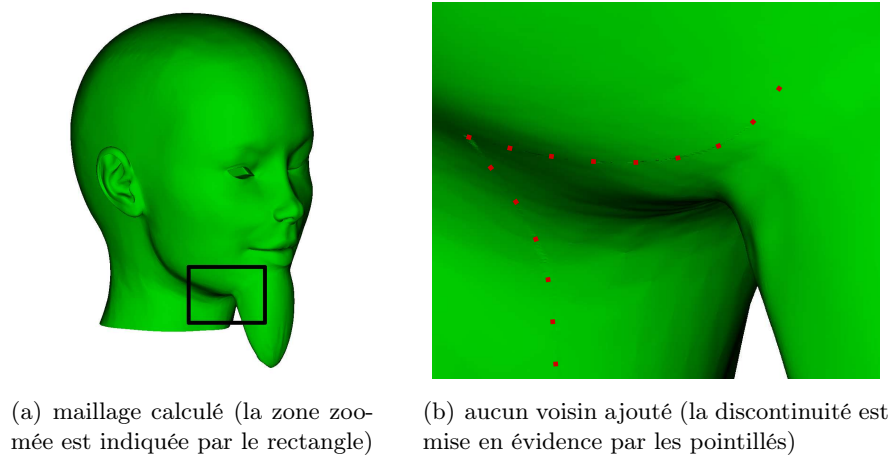 (a) maillage calculé (la zone zoo-
mée est indiquée par le rectangle)
(b) aucun voisin ajouté (la discontinuité est
mise en évidence par les pointillés)